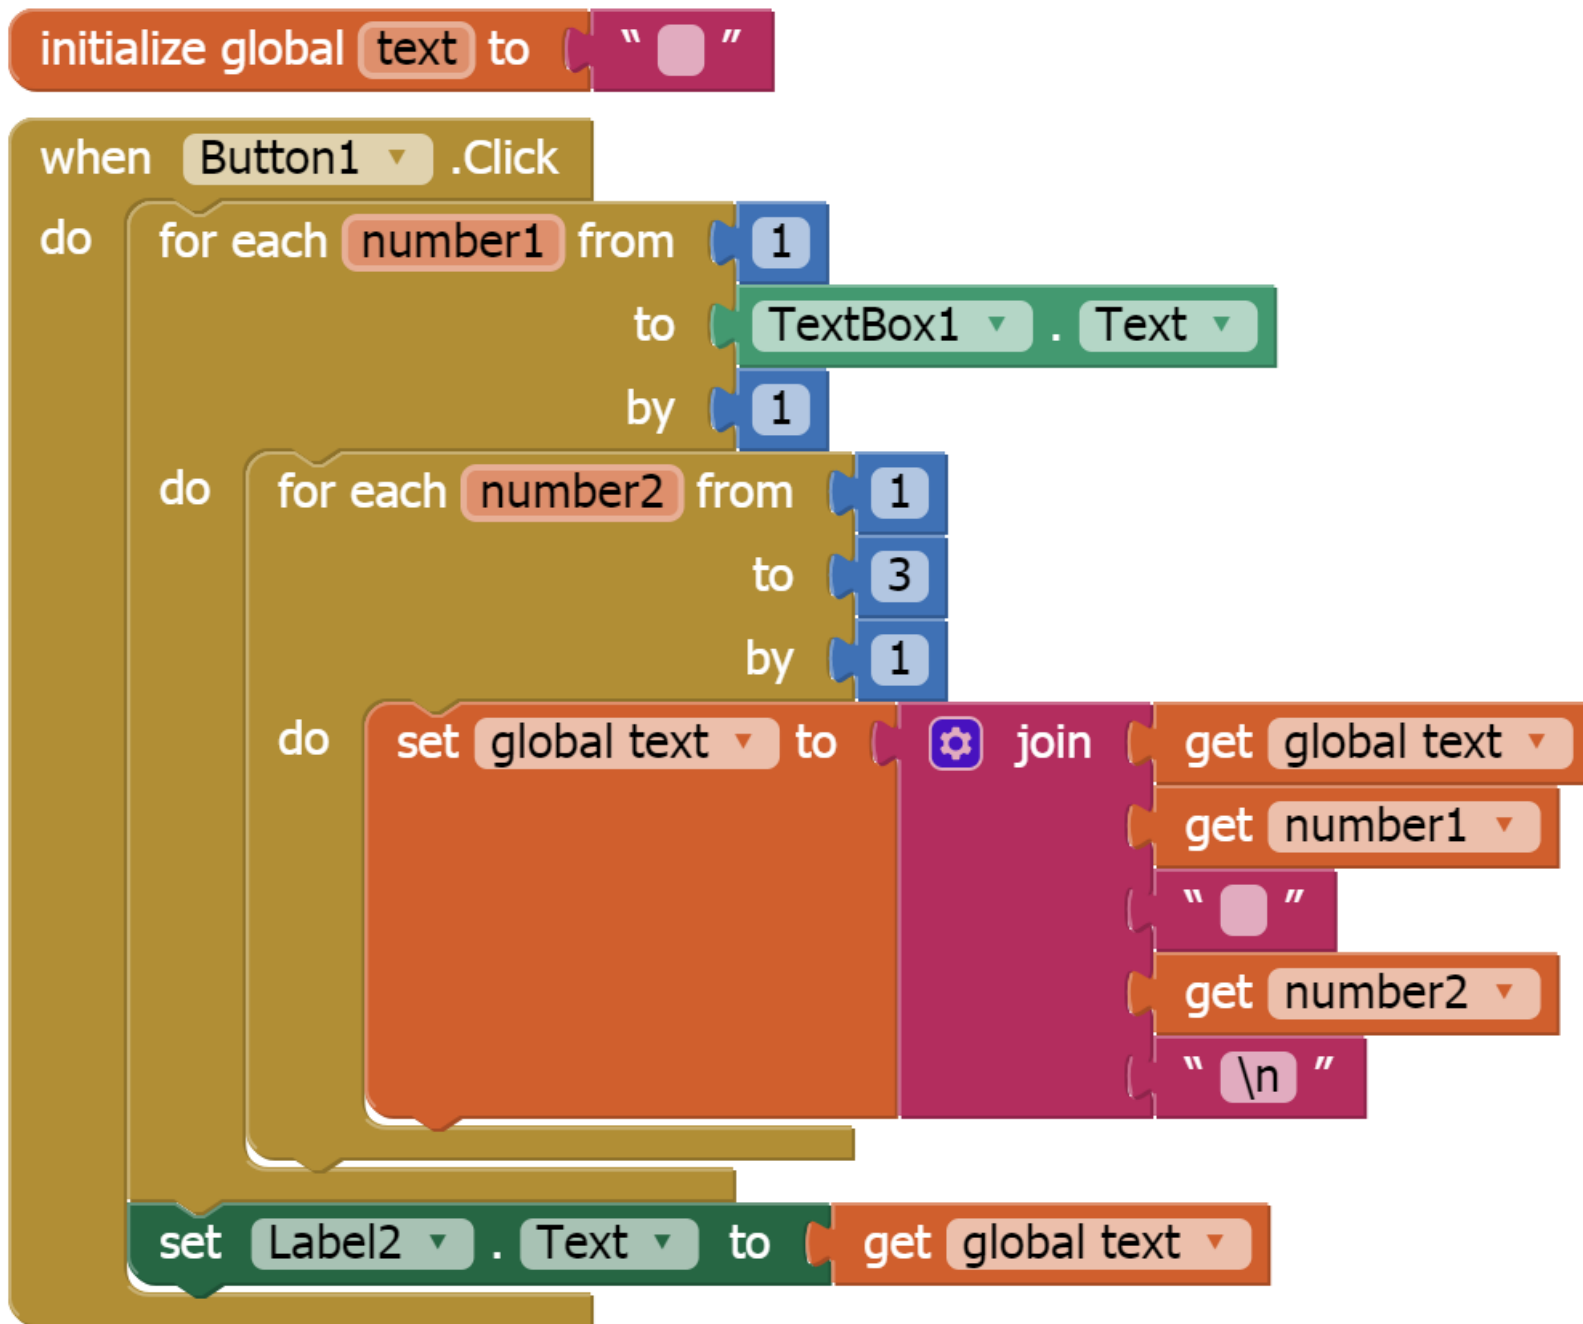 initialize global text to " "
when Button1 .Click
do for each number1 from 1
to TextBox1 . Text
by 1
do for each number2 from 1
to 3
by 1
do set global text to join get global text
get number1
" "
get number2
" \n "
set Label2 . Text to get global text